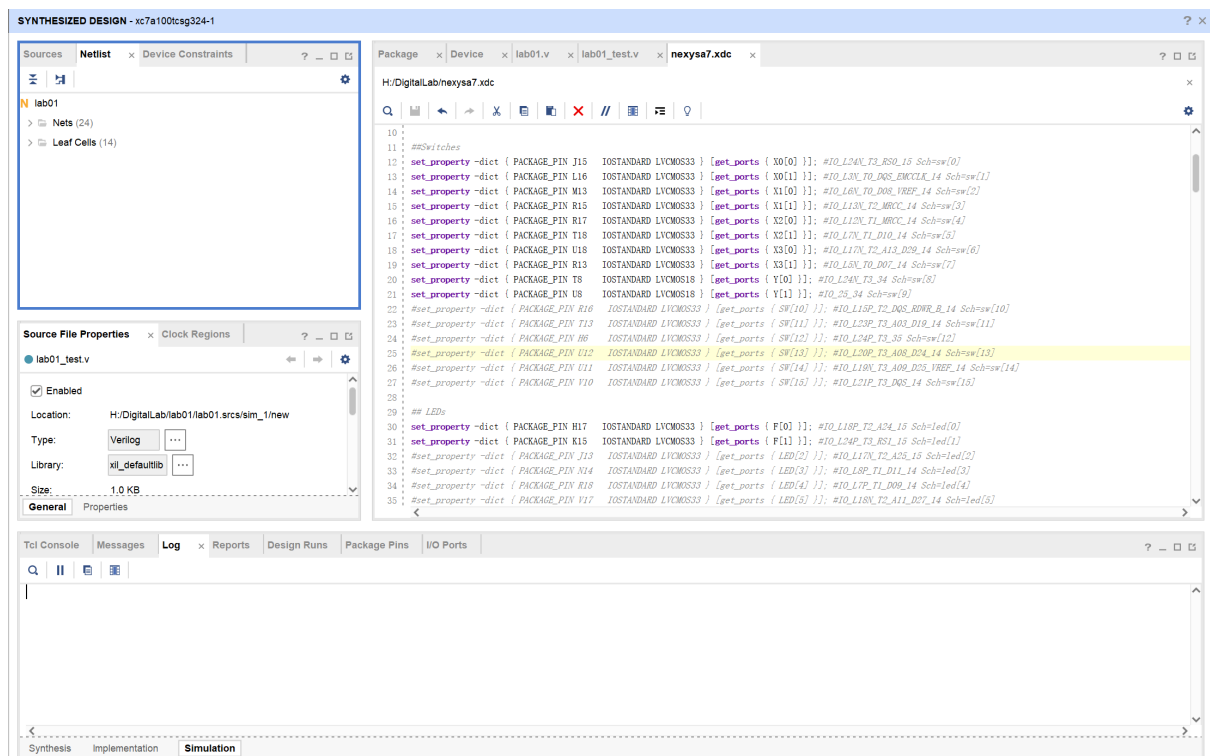 SYNTHESIZED DESIGN - xc7a100tcsg324-1
Sources Netlist Device Constraints
N lab01
Nets (24)
Leaf Cells (14)
Source File Properties Clock Regions
lab01_test.v
Enabled
Location: H:/DigitalLab/lab01/lab01.srcs/sim_1/new
Type: Verilog
Library: xil_defaultlib
Size: 1.0 KB
General Properties
Package Device lab01.v lab01_test.v nexysa7.xdc
H:/DigitalLab/nexysa7.xdc
10
11 ##Switches
12 set_property -dict { PACKAGE_PIN J15 IOSTANDARD LVCMOS33 } [get_ports { X0[0] }]; #IO_L24N_T3_RS0_15 Sch=sw[0]
13 set_property -dict { PACKAGE_PIN L16 IOSTANDARD LVCMOS33 } [get_ports { X0[1] }]; #IO_L3N_T0_DQS_EMCCLK_14 Sch=sw[1]
14 set_property -dict { PACKAGE_PIN M13 IOSTANDARD LVCMOS33 } [get_ports { X1[0] }]; #IO_L6N_T0_D08_VREF_14 Sch=sw[2]
15 set_property -dict { PACKAGE_PIN R15 IOSTANDARD LVCMOS33 } [get_ports { X1[1] }]; #IO_L13N_T2_MRCC_14 Sch=sw[3]
16 set_property -dict { PACKAGE_PIN R17 IOSTANDARD LVCMOS33 } [get_ports { X2[0] }]; #IO_L12N_T1_MRCC_14 Sch=sw[4]
17 set_property -dict { PACKAGE_PIN T18 IOSTANDARD LVCMOS33 } [get_ports { X2[1] }]; #IO_L7N_T1_D10_14 Sch=sw[5]
18 set_property -dict { PACKAGE_PIN U18 IOSTANDARD LVCMOS33 } [get_ports { X3[0] }]; #IO_L17N_T2_A13_D29_14 Sch=sw[6]
19 set_property -dict { PACKAGE_PIN R13 IOSTANDARD LVCMOS33 } [get_ports { X3[1] }]; #IO_L5N_T0_D07_14 Sch=sw[7]
20 set_property -dict { PACKAGE_PIN T8 IOSTANDARD LVCMOS18 } [get_ports { Y[0] }]; #IO_L24N_T3_34 Sch=sw[8]
21 set_property -dict { PACKAGE_PIN U8 IOSTANDARD LVCMOS18 } [get_ports { Y[1] }]; #IO_25_34 Sch=sw[9]
22 #set_property -dict { PACKAGE_PIN R16 IOSTANDARD LVCMOS33 } [get_ports { SW[10] }]; #IO_L15P_T2_DQS_RDWR_B_14 Sch=sw[10]
23 #set_property -dict { PACKAGE_PIN T13 IOSTANDARD LVCMOS33 } [get_ports { SW[11] }]; #IO_L23P_T3_A03_D19_14 Sch=sw[11]
24 #set_property -dict { PACKAGE_PIN H6 IOSTANDARD LVCMOS33 } [get_ports { SW[12] }]; #IO_L24P_T3_35 Sch=sw[12]
25 #set_property -dict { PACKAGE_PIN U12 IOSTANDARD LVCMOS33 } [get_ports { SW[13] }]; #IO_L20P_T3_A08_D24_14 Sch=sw[13]
26 #set_property -dict { PACKAGE_PIN U11 IOSTANDARD LVCMOS33 } [get_ports { SW[14] }]; #IO_L19N_T3_A09_D25_VREF_14 Sch=sw[14]
27 #set_property -dict { PACKAGE_PIN V10 IOSTANDARD LVCMOS33 } [get_ports { SW[15] }]; #IO_L21P_T3_DQS_14 Sch=sw[15]
28
29 ## LEDs
30 set_property -dict { PACKAGE_PIN H17 IOSTANDARD LVCMOS33 } [get_ports { F[0] }]; #IO_L18P_T2_A24_15 Sch=led[0]
31 set_property -dict { PACKAGE_PIN K15 IOSTANDARD LVCMOS33 } [get_ports { F[1] }]; #IO_L24P_T3_RS1_15 Sch=led[1]
32 #set_property -dict { PACKAGE_PIN J13 IOSTANDARD LVCMOS33 } [get_ports { LED[2] }]; #IO_L17N_T2_A25_15 Sch=led[2]
33 #set_property -dict { PACKAGE_PIN N14 IOSTANDARD LVCMOS33 } [get_ports { LED[3] }]; #IO_L8P_T1_D11_14 Sch=led[3]
34 #set_property -dict { PACKAGE_PIN R18 IOSTANDARD LVCMOS33 } [get_ports { LED[4] }]; #IO_L7P_T1_D09_14 Sch=led[4]
35 #set_property -dict { PACKAGE_PIN V17 IOSTANDARD LVCMOS33 } [get_ports { LED[5] }]; #IO_L18N_T2_A11_D27_14 Sch=led[5]
Tcl Console Messages Log Reports Design Runs Package Pins I/O Ports
Synthesis Implementation Simulation